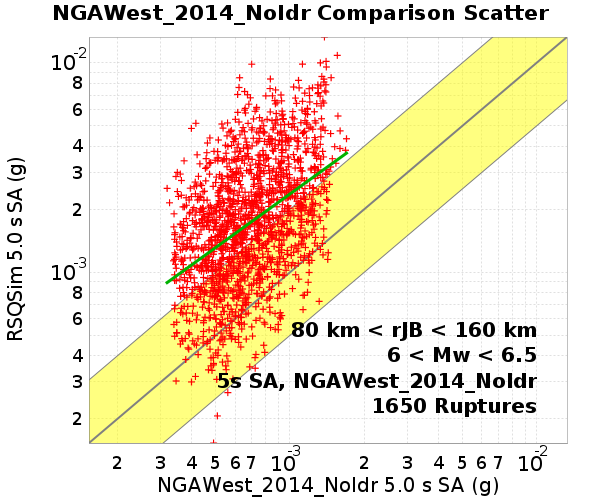 NGAWest_2014_NoIdr Comparison Scatter
RSQSim 5.0 s SA (g)
10-2
8
6
4
3
2
10-3
8
6
4
3
2
80 km < rJB < 160 km
6 < Mw < 6.5
5s SA, NGAWest_2014_NoIdr
1650 Ruptures
2 3 4 5 6 7 10-3 2 3 4 5 6 7 10-2
NGAWest_2014_NoIdr 5.0 s SA (g)